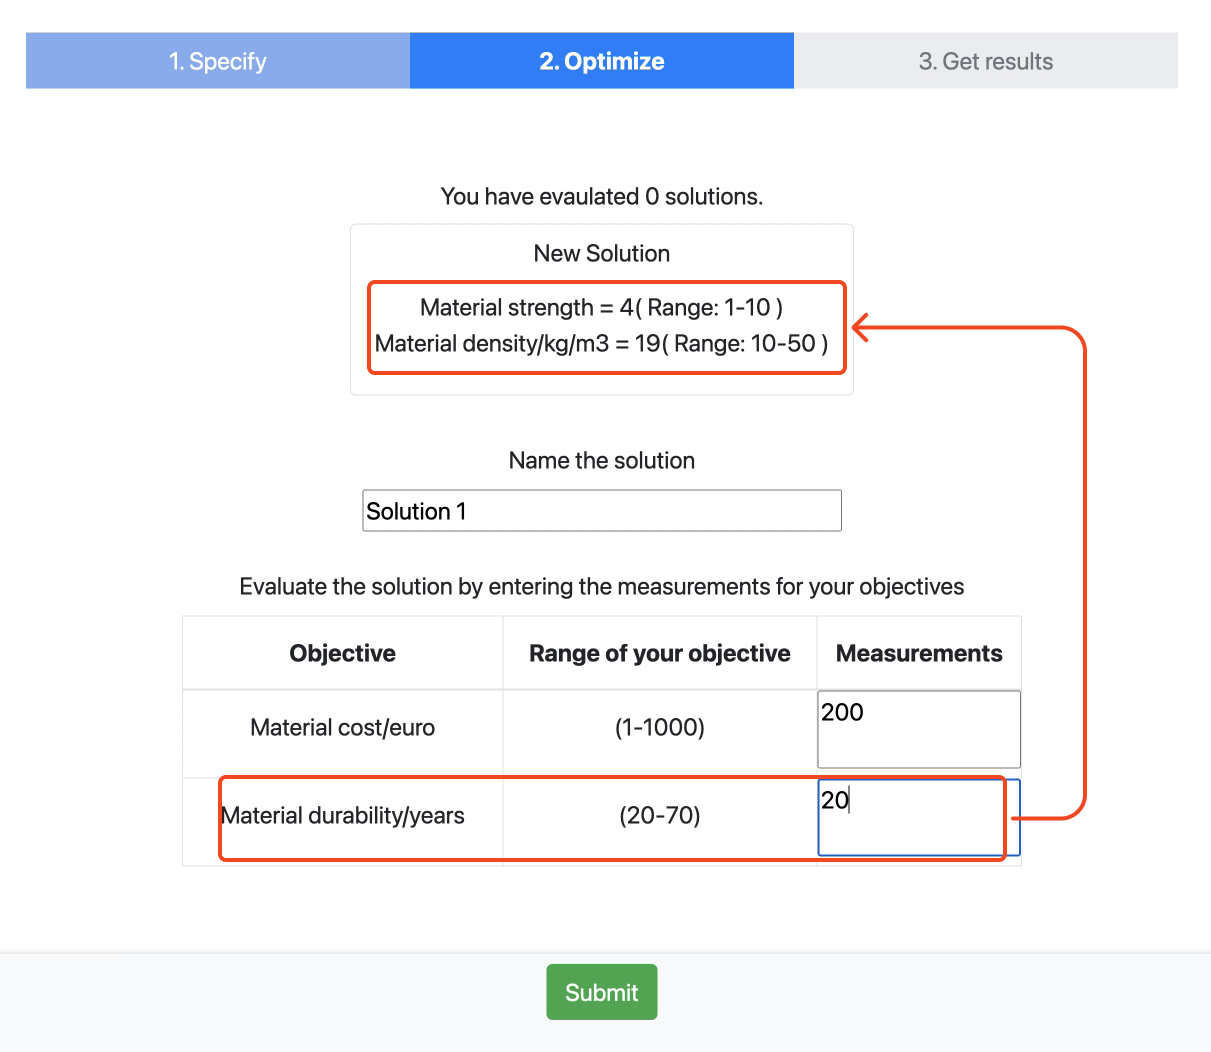 1. Specify
2. Optimize
3. Get results
You have evaulated 0 solutions.
New Solution
Material strength = 4( Range: 1-10 )
Material density/kg/m3 = 19( Range: 10-50 )
Name the solution
Solution 1
Evaluate the solution by entering the measurements for your objectives
Objective Range of your objective Measurements
Material cost/euro (1-1000) 200
Material durability/years (20-70) 20
Submit